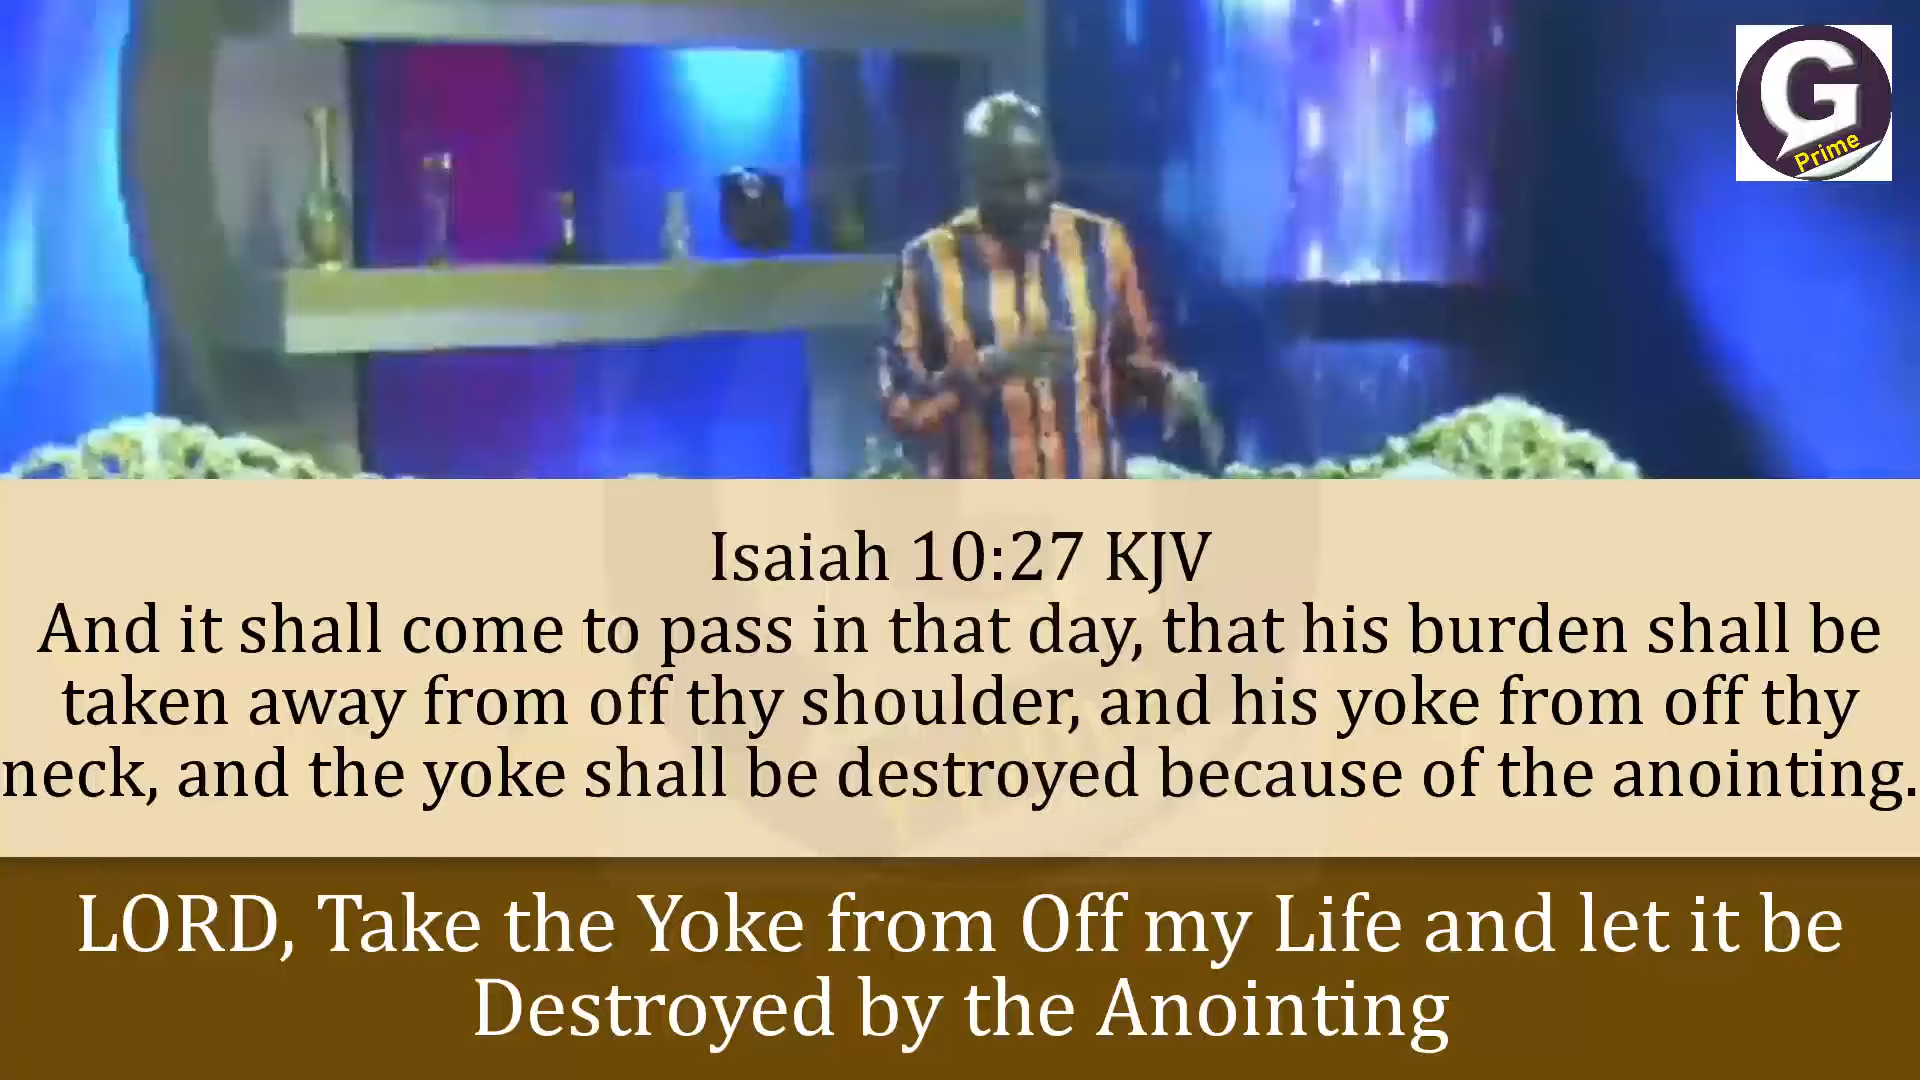 G
Prime
Isaiah 10:27 KJV
And it shall come to pass in that day, that his burden shall be
taken away from off thy shoulder, and his yoke from off thy
neck, and the yoke shall be destroyed because of the anointing.
LORD, Take the Yoke from Off my Life and let it be
Destroyed by the Anointing